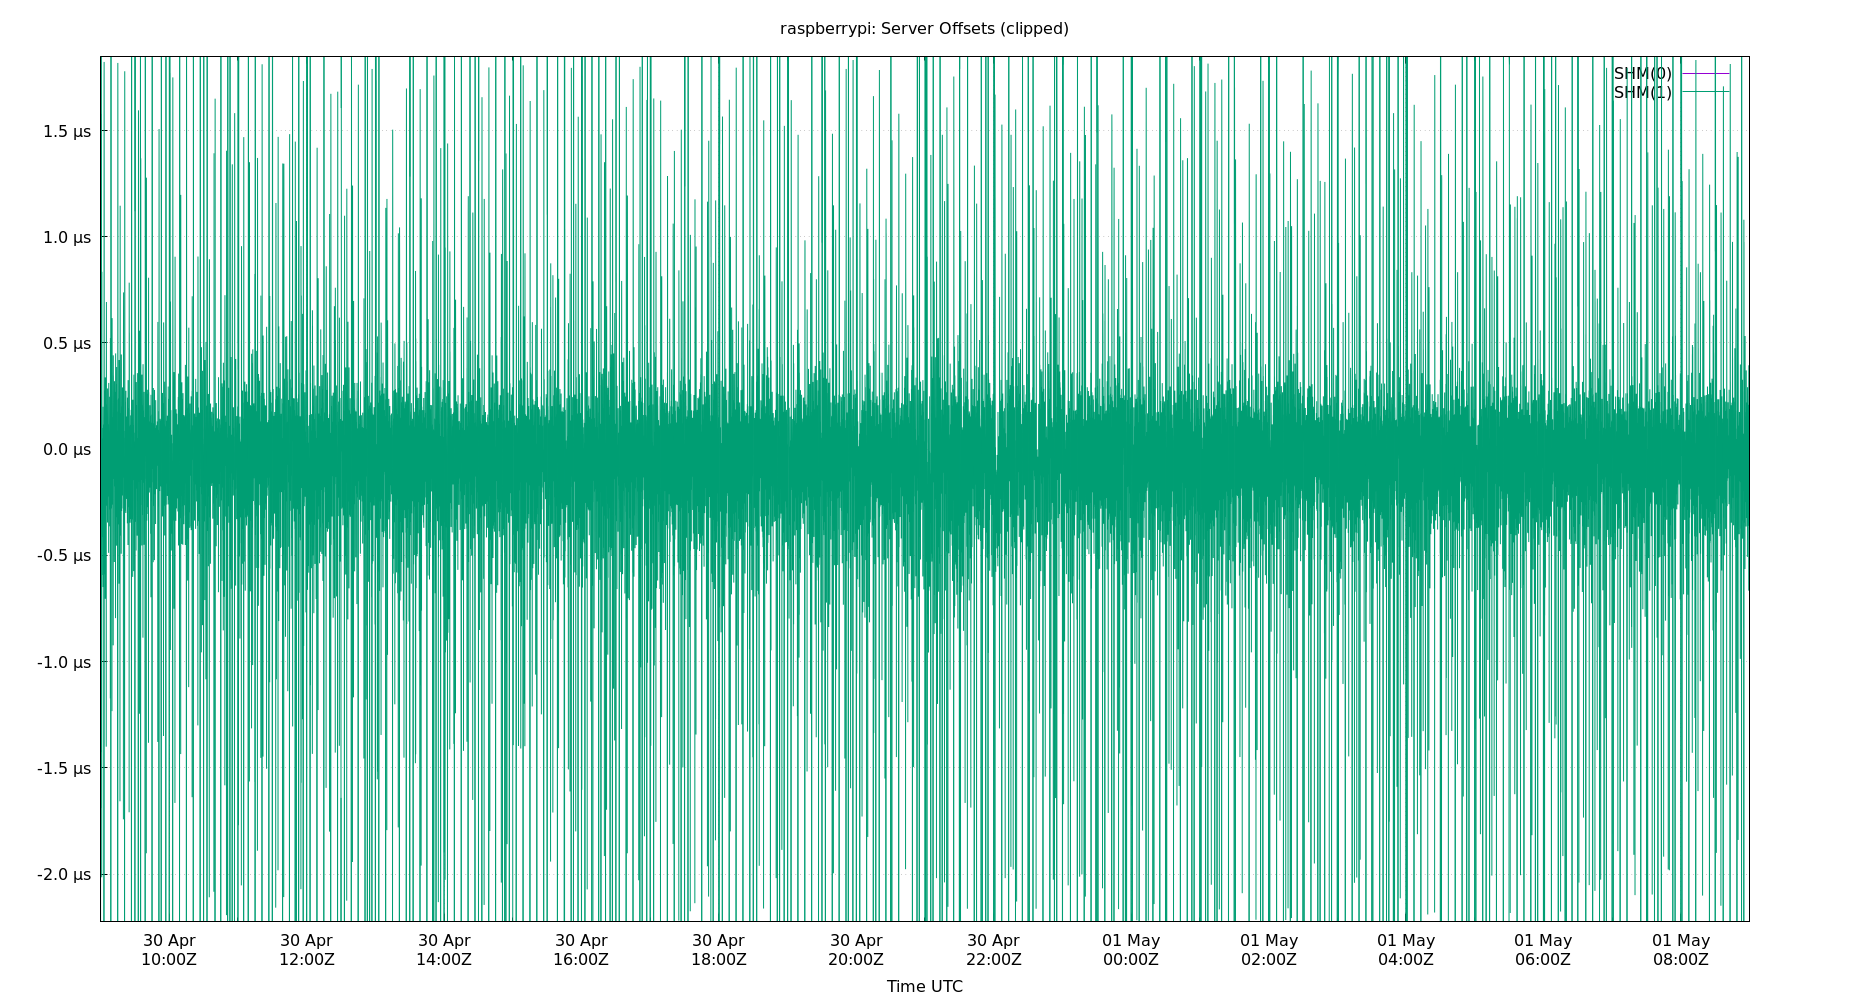 raspberrypi: Server Offsets (clipped)
SHM(0)
SHM(1)
1.5 µs
1.0 µs
0.5 µs
0.0 µs
-0.5 µs
-1.0 µs
-1.5 µs
-2.0 µs
30 Apr 30 Apr 30 Apr 30 Apr 30 Apr 30 Apr 30 Apr 01 May 01 May 01 May 01 May 01 May
10:00Z 12:00Z 14:00Z 16:00Z 18:00Z 20:00Z 22:00Z 00:00Z 02:00Z 04:00Z 06:00Z 08:00Z
Time UTC